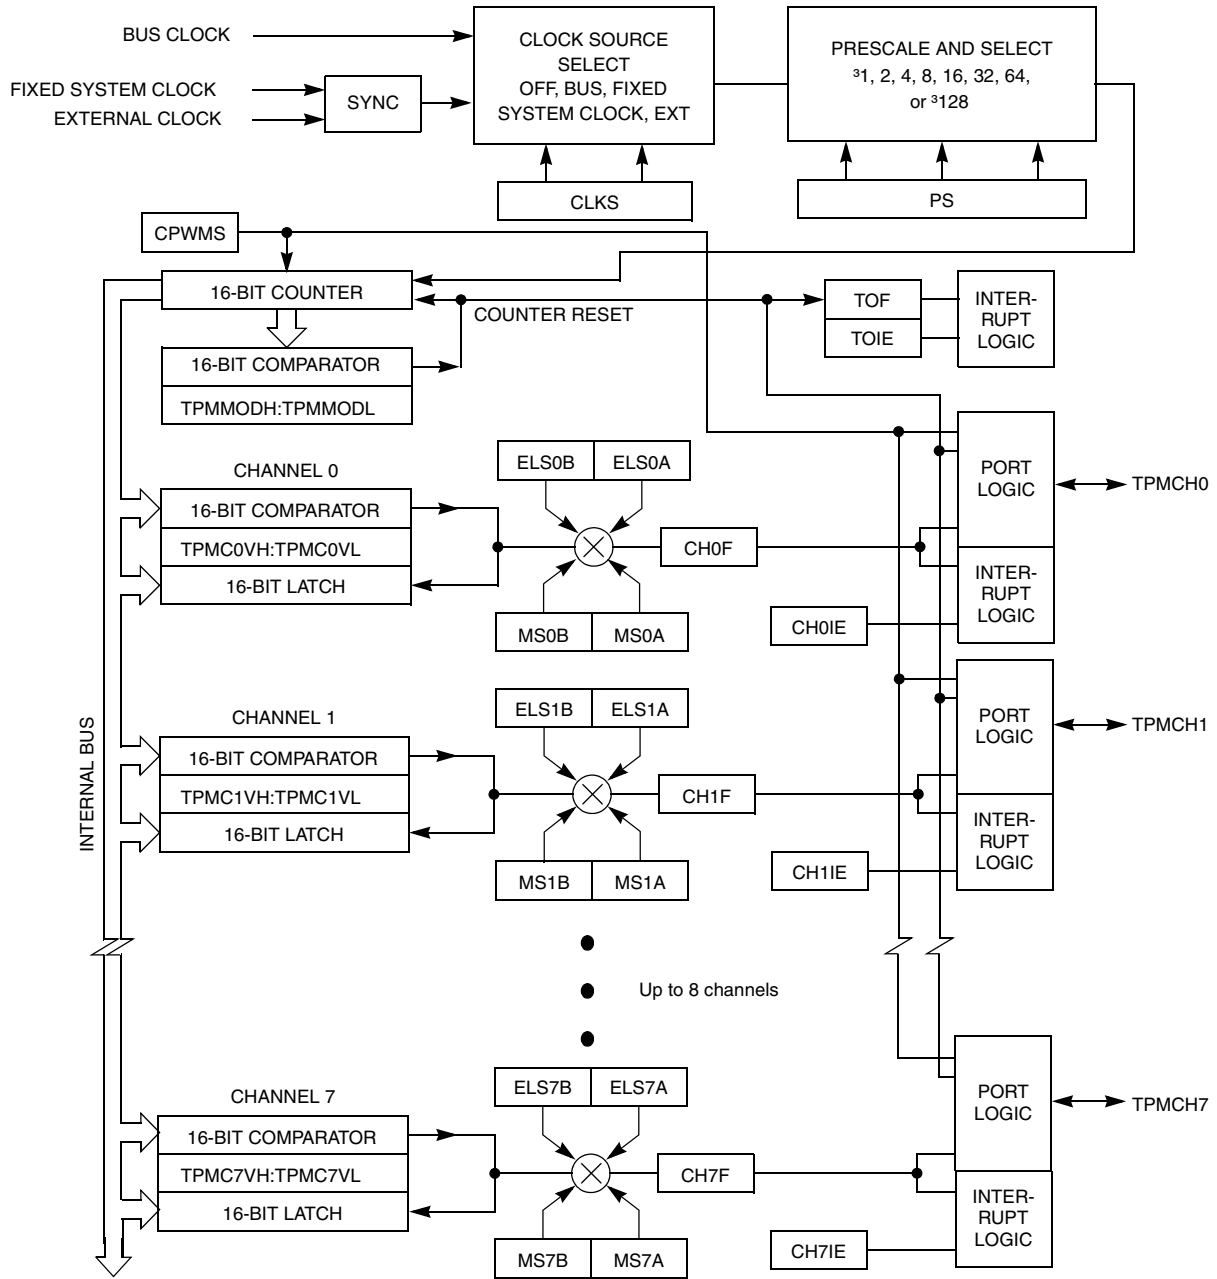 BUS CLOCK
FIXED SYSTEM CLOCK
EXTERNAL CLOCK
SYNC
CLOCK SOURCE
SELECT
OFF, BUS, FIXED
SYSTEM CLOCK, EXT
PRESCALE AND SELECT
³1, 2, 4, 8, 16, 32, 64,
or ³128
CLKS
PS
CPWMS
16-BIT COUNTER
COUNTER RESET
16-BIT COMPARATOR
TPMMODH:TPMMODL
TOF
TOIE
INTER-
RUPT
LOGIC
CHANNEL 0
16-BIT COMPARATOR
TPMC0VH:TPMC0VL
16-BIT LATCH
ELS0B
ELS0A
MS0B
MS0A
CH0F
CH0IE
PORT
LOGIC
INTER-
RUPT
LOGIC
TPMCH0
INTERNAL BUS
CHANNEL 1
16-BIT COMPARATOR
TPMC1VH:TPMC1VL
16-BIT LATCH
ELS1B
ELS1A
MS1B
MS1A
CH1F
CH1IE
PORT
LOGIC
INTER-
RUPT
LOGIC
TPMCH1
Up to 8 channels
CHANNEL 7
16-BIT COMPARATOR
TPMC7VH:TPMC7VL
16-BIT LATCH
ELS7B
ELS7A
MS7B
MS7A
CH7F
CH7IE
PORT
LOGIC
INTER-
RUPT
LOGIC
TPMCH7